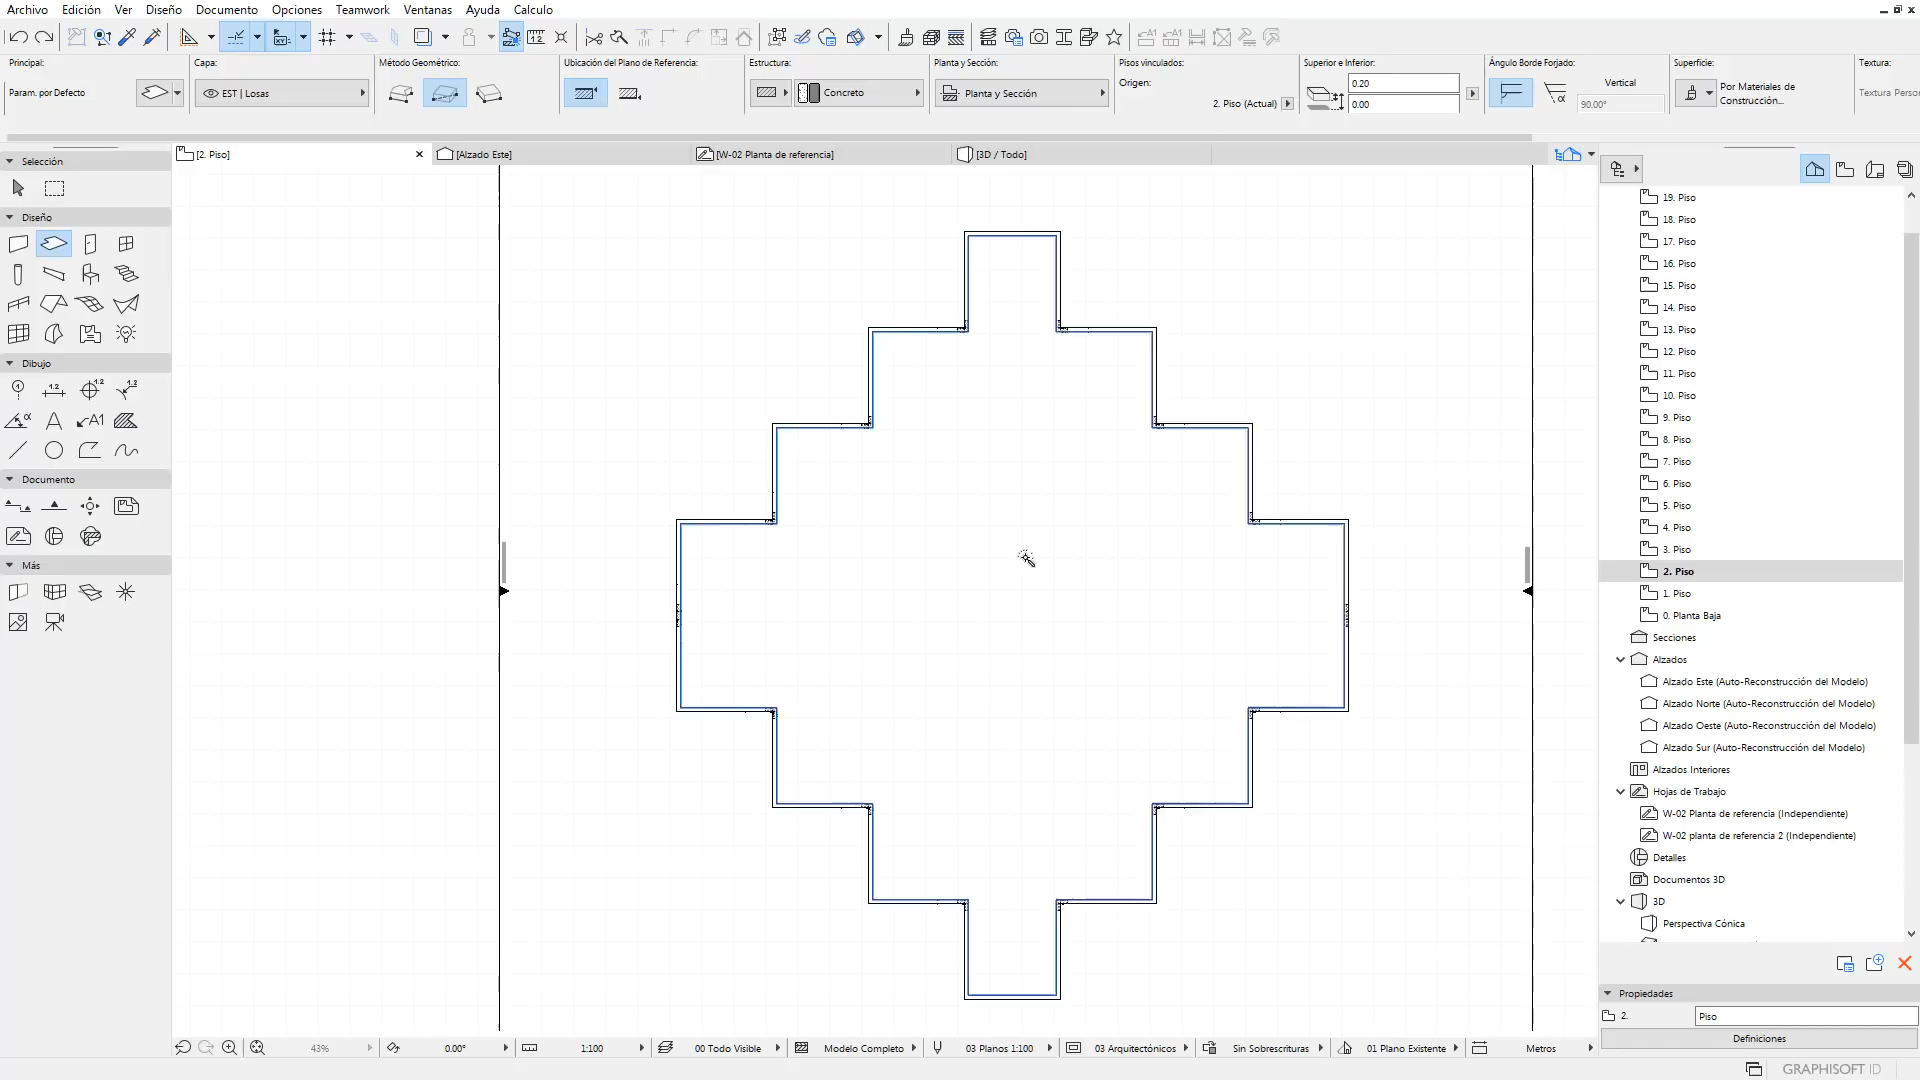 Archivo Edición Ver Diseño Documento Opciones Teamwork Ventanas Ayuda Calculo
Principal: Capa: Método Geométrico: Ubicación del Plano de Referencia: Estructura: Planta y Sección: Pisos vinculados: Superior e Inferior: Ángulo Borde Forjado: Superficie: Textura:
Param. por Defecto
EST | Losas
Concreto
Planta y Sección
Origen:
2. Piso (Actual)
0.20
0.00
Vertical
90.00°
Por Materiales de
Construcción...
Textura Perso
[2. Piso]
[Alzado Este]
[W-02 Planta de referencia]
[3D / Todo]
Selección
Diseño
Dibujo
Documento
Más
19. Piso
18. Piso
17. Piso
16. Piso
15. Piso
14. Piso
13. Piso
12. Piso
11. Piso
10. Piso
9. Piso
8. Piso
7. Piso
6. Piso
5. Piso
4. Piso
3. Piso
2. Piso
1. Piso
0. Planta Baja
Secciones
Alzados
Alzado Este (Auto-Reconstrucción del Modelo)
Alzado Norte (Auto-Reconstrucción del Modelo)
Alzado Oeste (Auto-Reconstrucción del Modelo)
Alzado Sur (Auto-Reconstrucción del Modelo)
Alzados Interiores
Hojas de Trabajo
W-02 Planta de referencia (Independiente)
W-02 planta de referencia 2 (Independiente)
Detalles
Documentos 3D
3D
Perspectiva Cónica
Propiedades
2. Piso
Definiciones
43% 0.00° 1:100 00 Todo Visible Modelo Completo 03 Planos 1:100 03 Arquitectónicos Sin Sobrescrituras 01 Plano Existente Metros
GRAPHISOFT ID